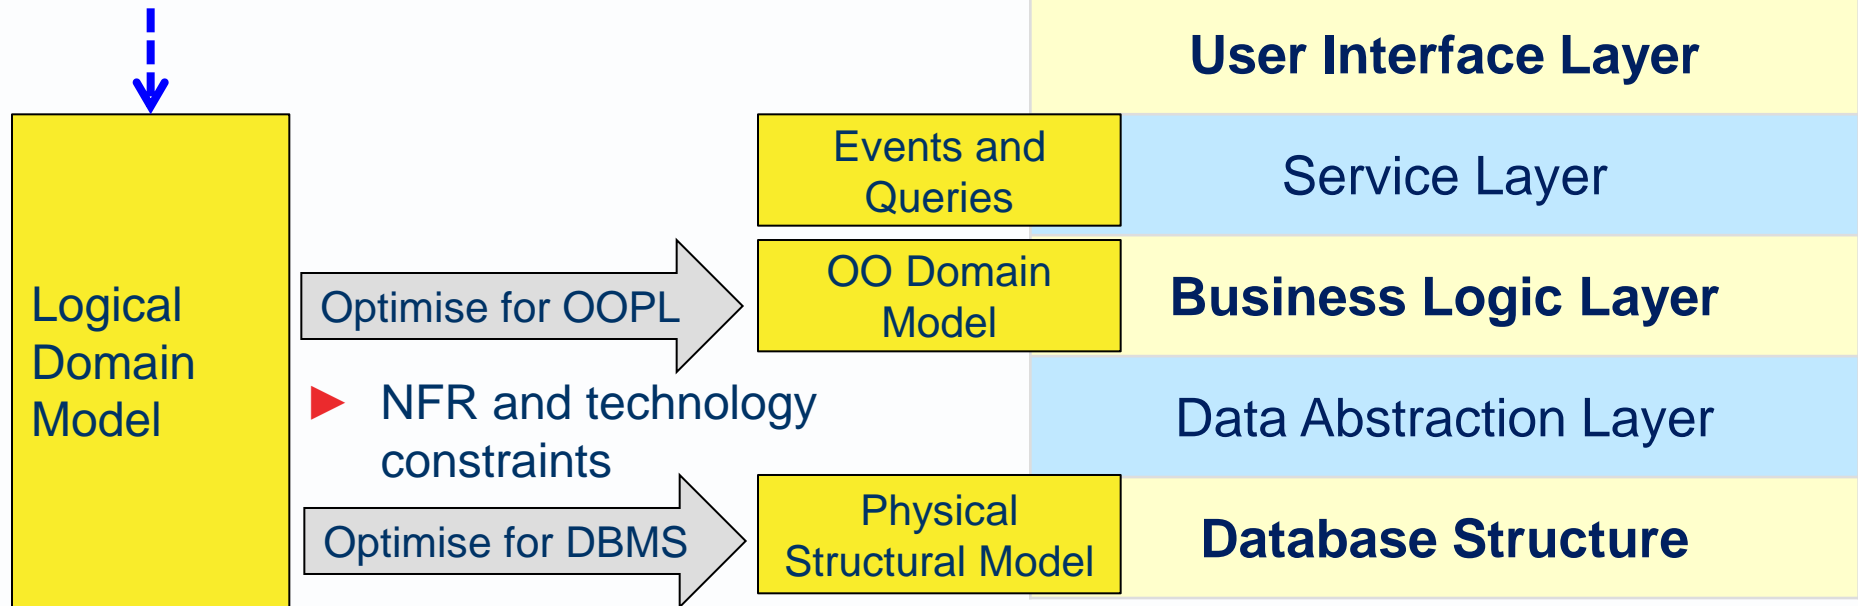 User Interface Layer
Events and
Queries
Service Layer
Logical
Domain
Model
Optimise for OOPL
OO Domain
Model
Business Logic Layer
► NFR and technology
constraints
Data Abstraction Layer
Optimise for DBMS
Physical
Structural Model
Database Structure